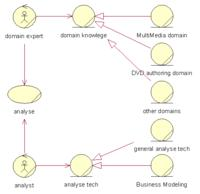 domain expert
domain knowlege
MultiMedia domain
DVD authoring domain
analyse
other domains
general analyse tech
analyst
analyse tech
Business Modeling